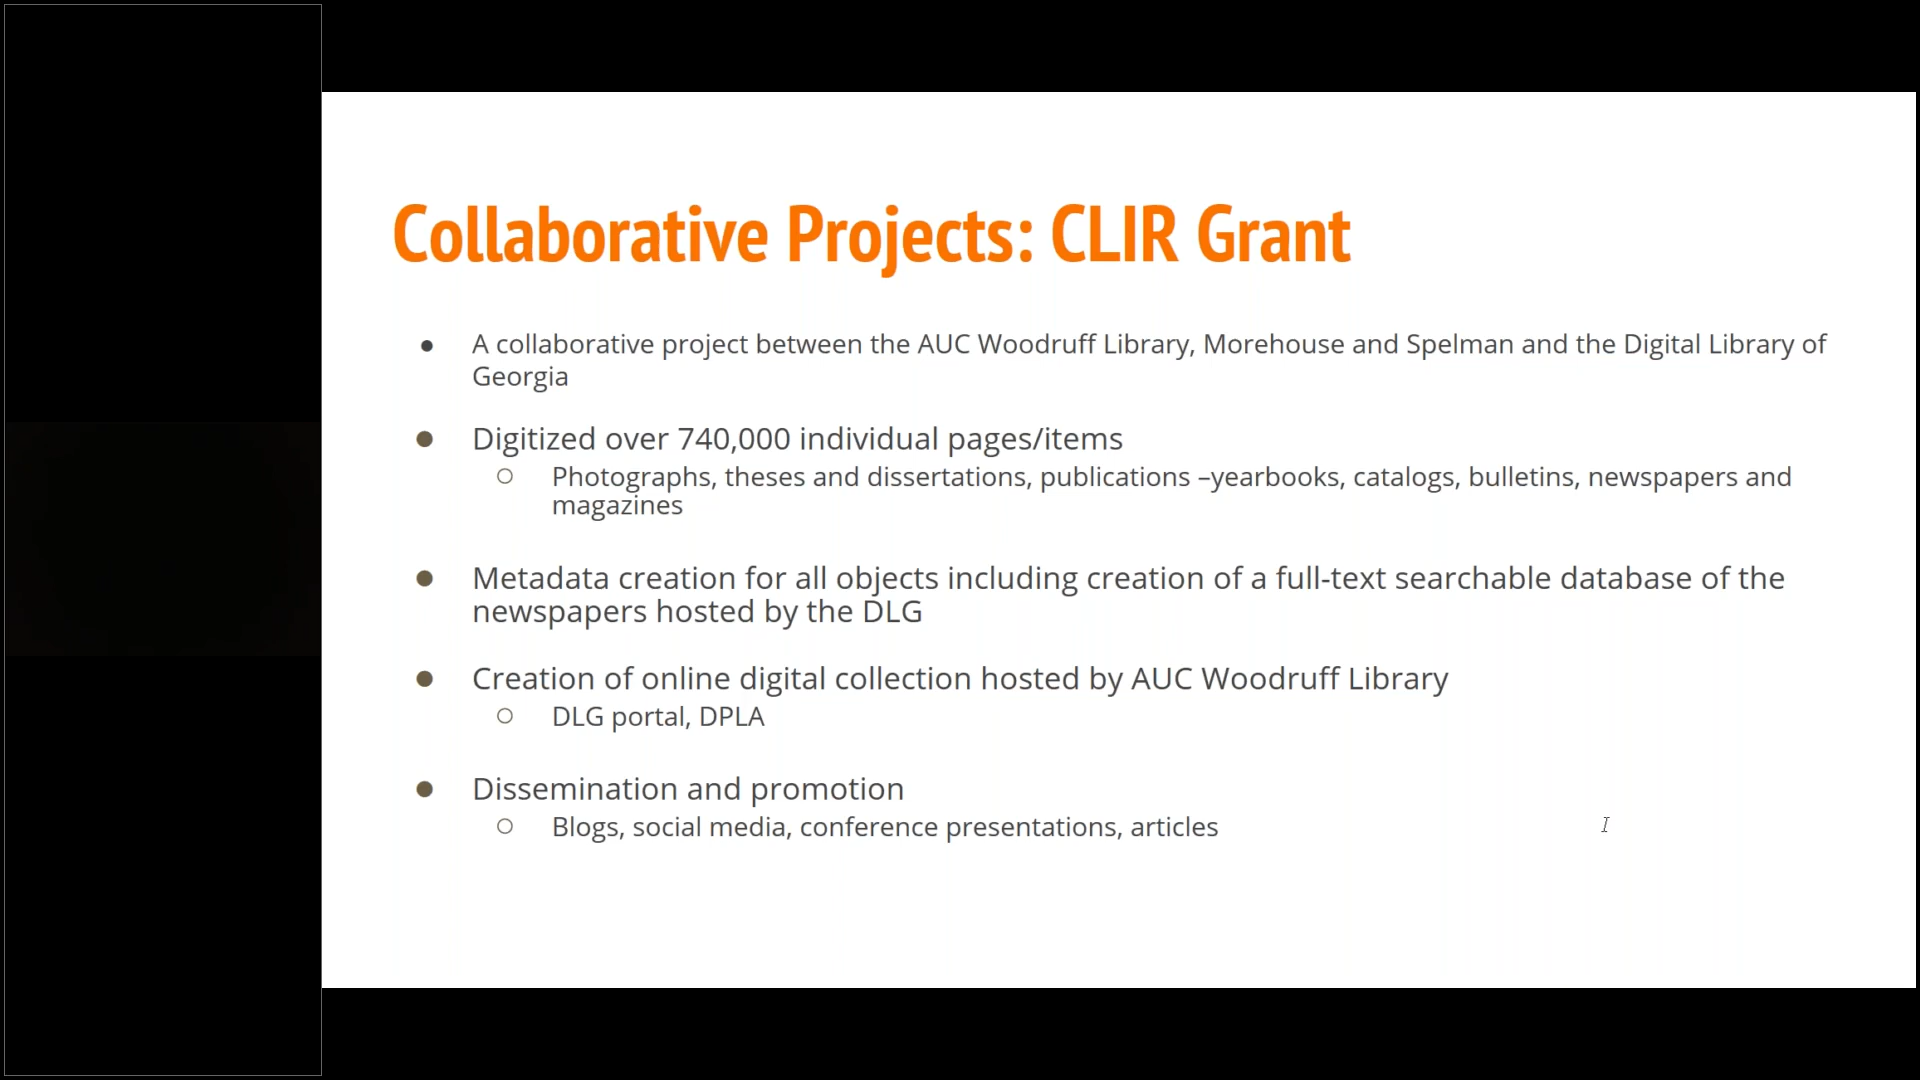 Collaborative Projects: CLIR Grant
● A collaborative project between the AUC Woodruff Library, Morehouse and Spelman and the Digital Library of
Georgia
● Digitized over 740,000 individual pages/items
○ Photographs, theses and dissertations, publications –yearbooks, catalogs, bulletins, newspapers and
magazines
● Metadata creation for all objects including creation of a full-text searchable database of the
newspapers hosted by the DLG
● Creation of online digital collection hosted by AUC Woodruff Library
○ DLG portal, DPLA
● Dissemination and promotion
○ Blogs, social media, conference presentations, articles